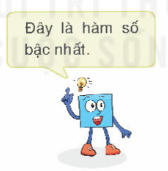 Đây là hàm số
bậc nhất.